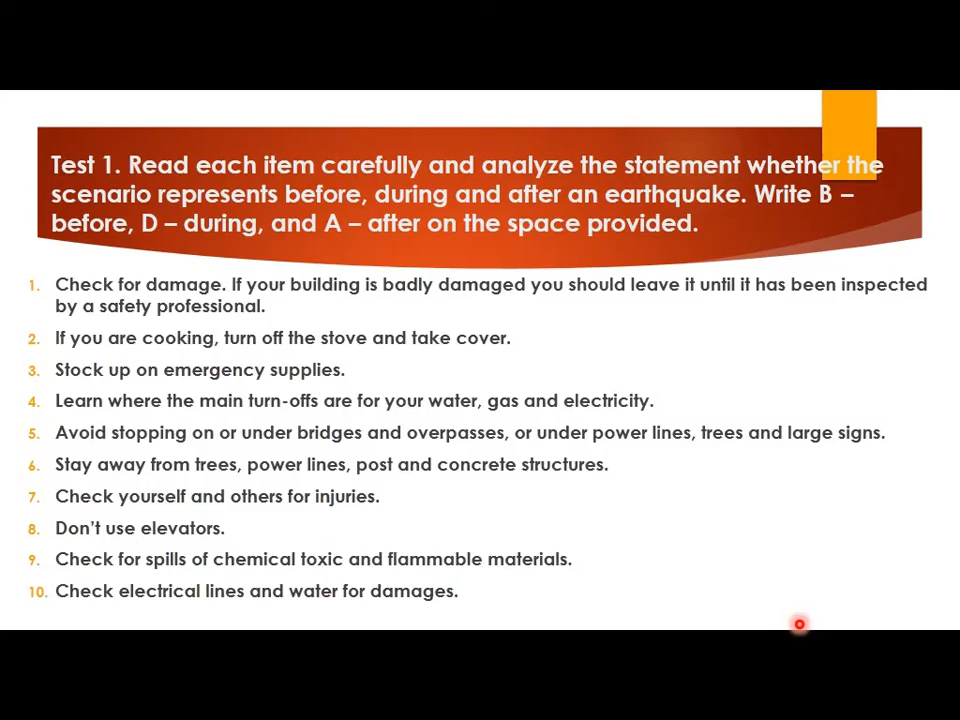 Test 1. Read each item carefully and analyze the statement whether the
scenario represents before, during and after an earthquake. Write B –
before, D – during, and A – after on the space provided.
1. Check for damage. If your building is badly damaged you should leave it until it has been inspected
by a safety professional.
2. If you are cooking, turn off the stove and take cover.
3. Stock up on emergency supplies.
4. Learn where the main turn-offs are for your water, gas and electricity.
5. Avoid stopping on or under bridges and overpasses, or under power lines, trees and large signs.
6. Stay away from trees, power lines, post and concrete structures.
7. Check yourself and others for injuries.
8. Don’t use elevators.
9. Check for spills of chemical toxic and flammable materials.
10. Check electrical lines and water for damages.